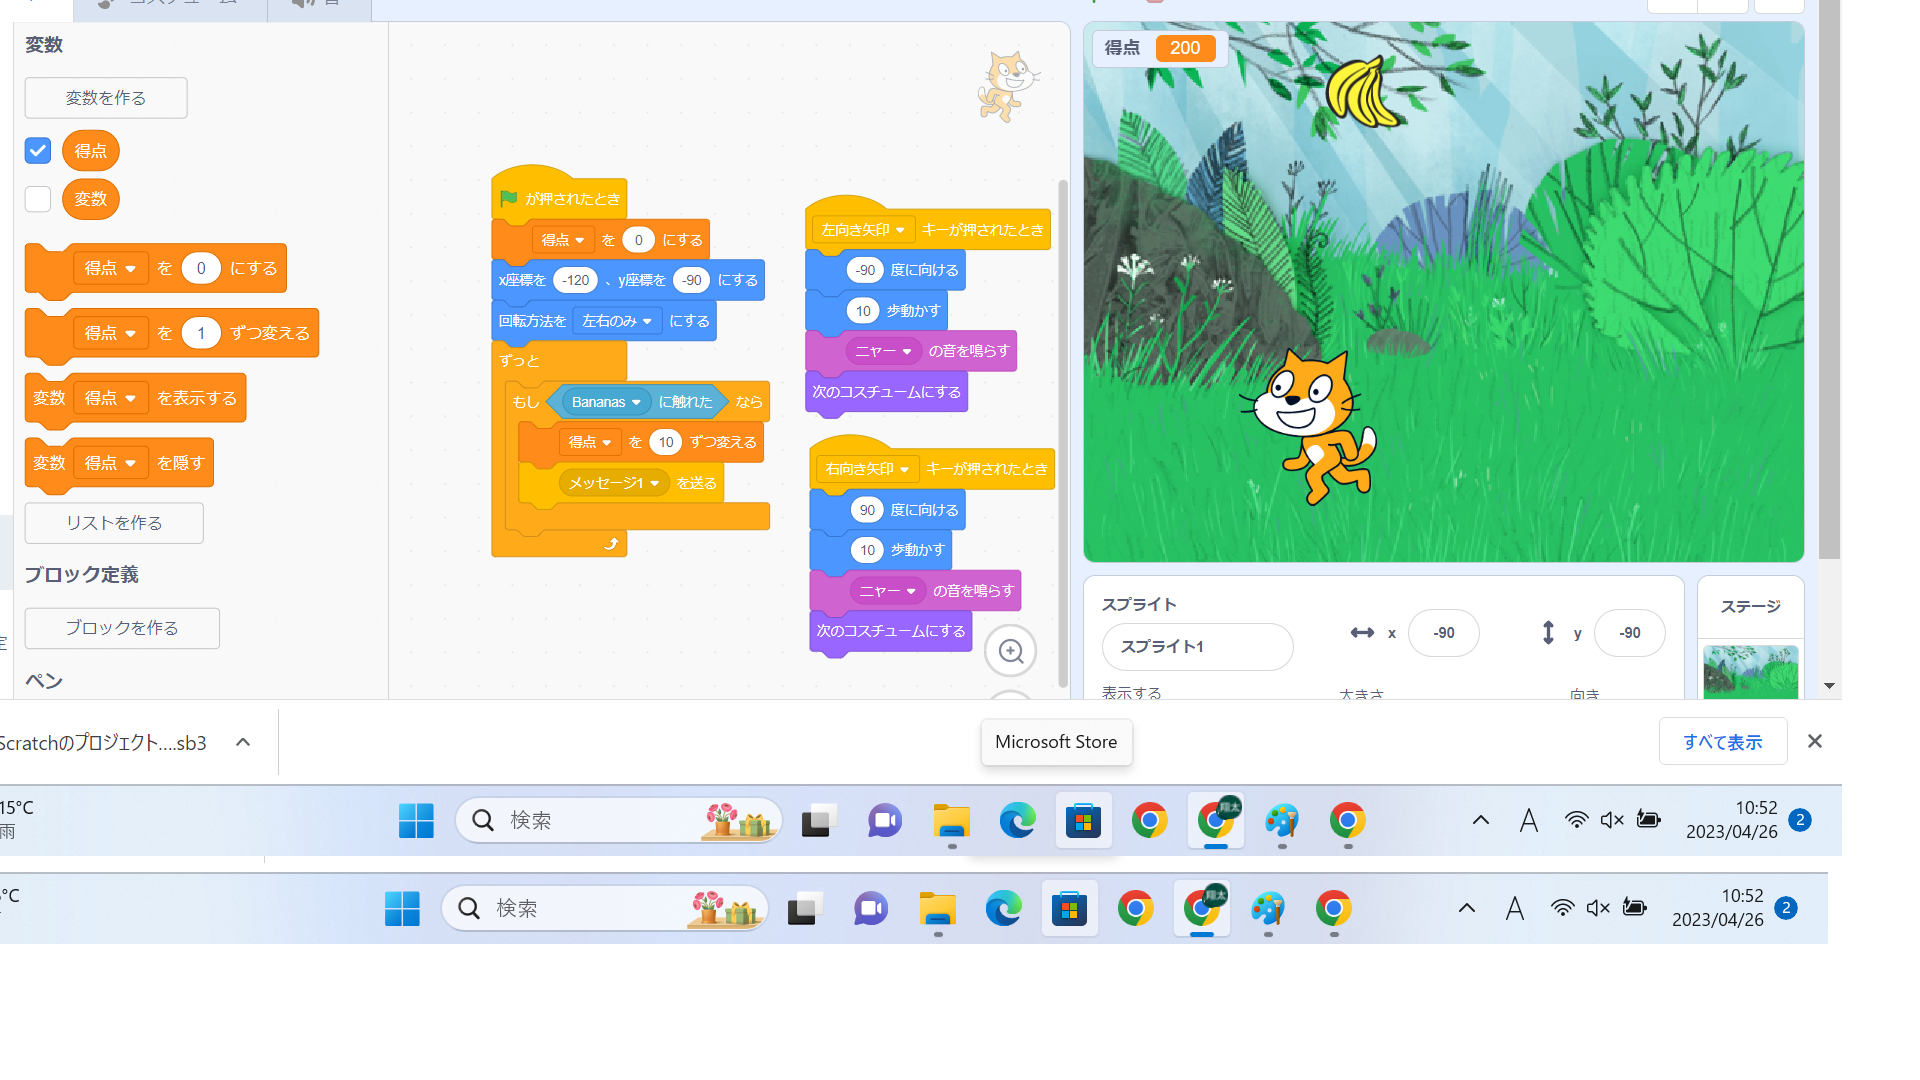 コスチューム
音
変数
変数を作る
得点
変数
得点 を 0 にする
得点 を 1 ずつ変える
変数 得点 を表示する
変数 得点 を隠す
リストを作る
ブロック定義
ブロックを作る
ペン
が押されたとき
得点 を 0 にする
x座標を -120 、y座標を -90 にする
回転方法を 左右のみ にする
ずっと
もし Bananas に触れた なら
得点 を 10 ずつ変える
メッセージ1 を送る
左向き矢印 キーが押されたとき
-90 度に向ける
10 歩動かす
ニャー の音を鳴らす
次のコスチュームにする
右向き矢印 キーが押されたとき
90 度に向ける
10 歩動かす
ニャー の音を鳴らす
次のコスチュームにする
得点 200
スプライト
スプライト1
x -90
y -90
表示する
大きさ
向き
ステージ
Scratchのプロジェクト....sb3
Microsoft Store
すべて表示
15°C
雨
検索
翔太
A
10:52
2023/04/26
2
°C
検索
翔太
A
10:52
2023/04/26
2